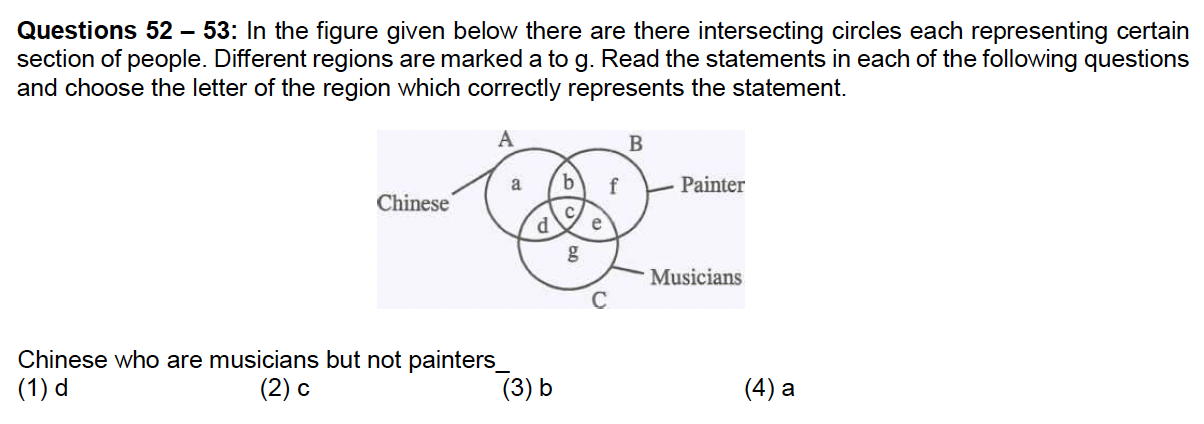 Questions 52 – 53: In the figure given below there are there intersecting circles each representing certain
section of people. Different regions are marked a to g. Read the statements in each of the following questions
and choose the letter of the region which correctly represents the statement.
A
B
a
b
f
Painter
Chinese
c
d
e
g
Musicians
C
Chinese who are musicians but not painters_
(1) d (2) c (3) b (4) a